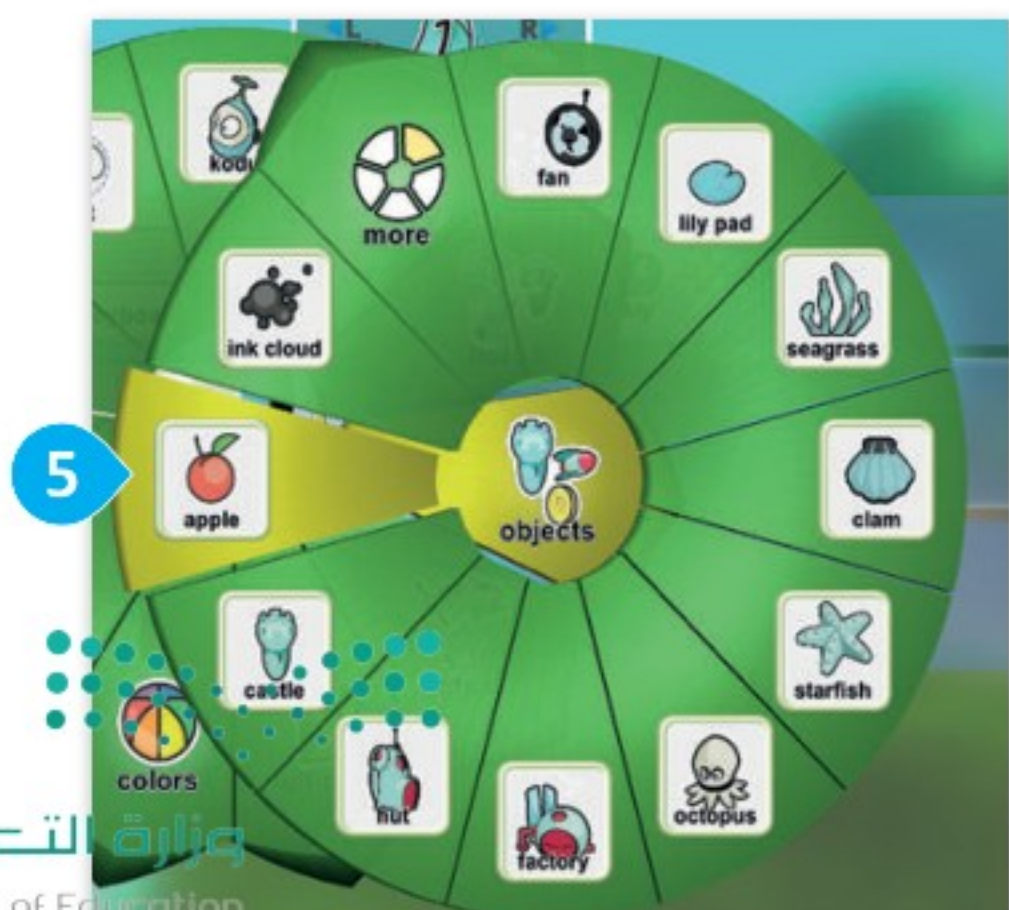 L R
kodu
fan
lily pad
more
seagrass
ink cloud
5
apple
clam
objects
castle
starfish
colors
hut
octopus
factory
وزارة التـ
of Education